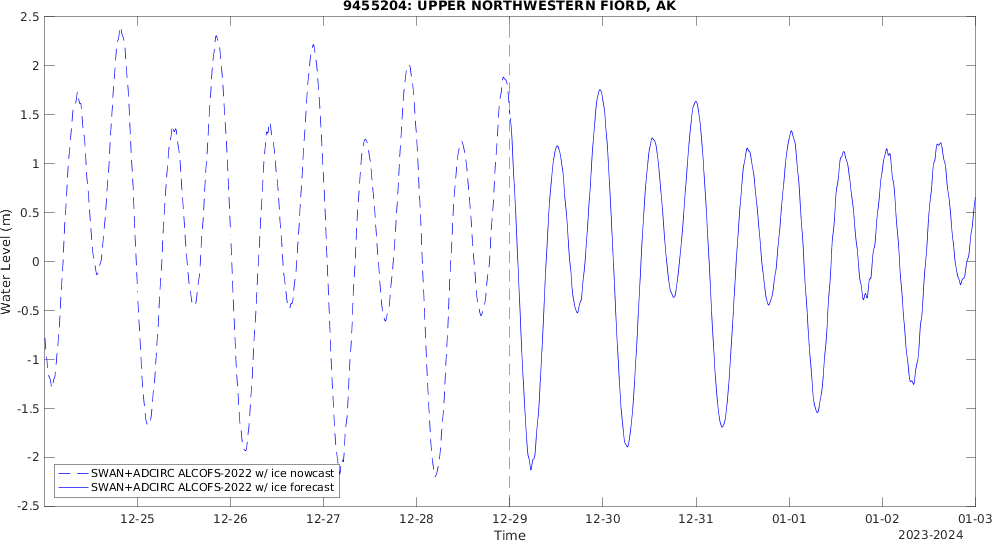 9455204: UPPER NORTHWESTERN FIORD, AK
2.5
2
1.5
1
0.5
0
-0.5
-1
-1.5
-2
-2.5
Water Level (m)
SWAN+ADCIRC ALCOFS-2022 w/ ice nowcast
SWAN+ADCIRC ALCOFS-2022 w/ ice forecast
12-25 12-26 12-27 12-28 12-29 12-30 12-31 01-01 01-02 01-03
Time
2023-2024